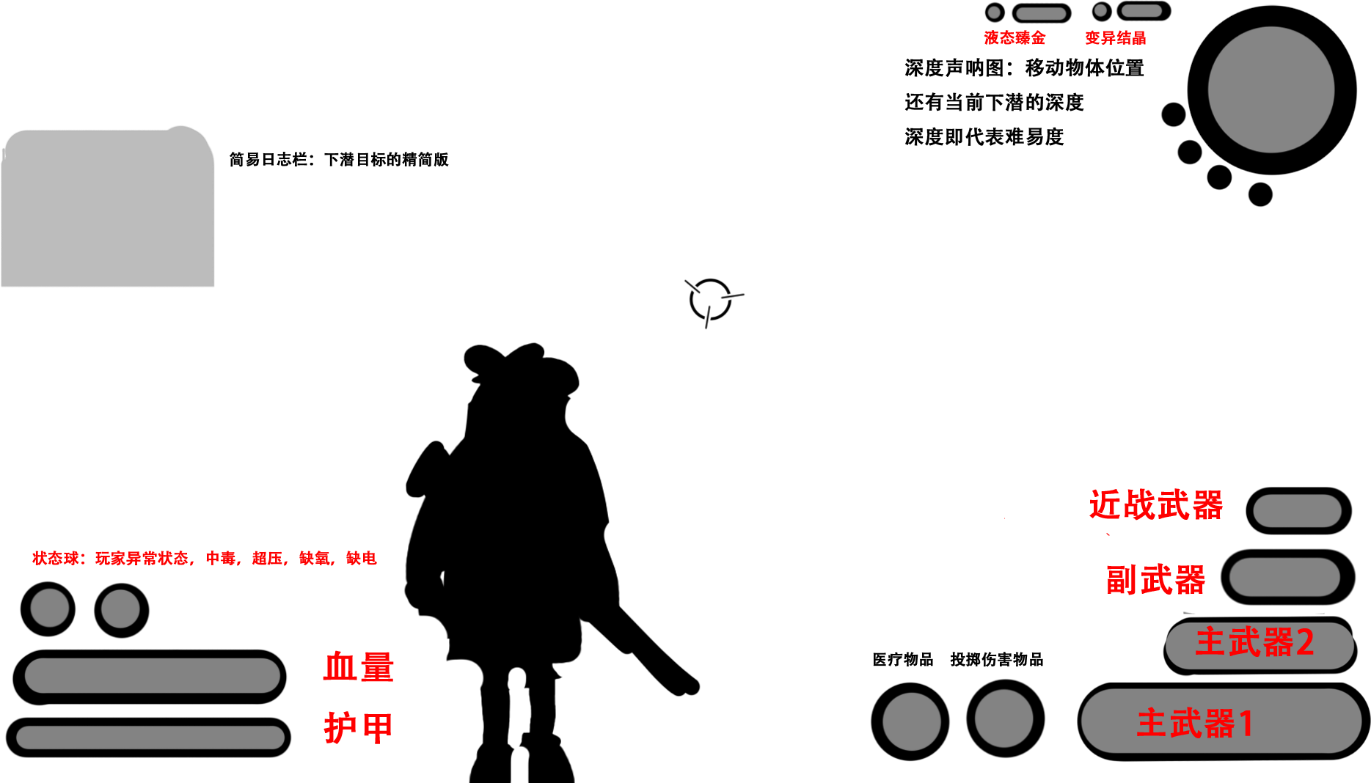 液态臻金
变异结晶
深度声呐图：移动物体位置
还有当前下潜的深度
深度即代表难易度
简易日志栏：下潜目标的精简版
近战武器
副武器
主武器2
主武器1
医疗物品
投掷伤害物品
状态球：玩家异常状态，中毒，超压，缺氧，缺电
血量
护甲